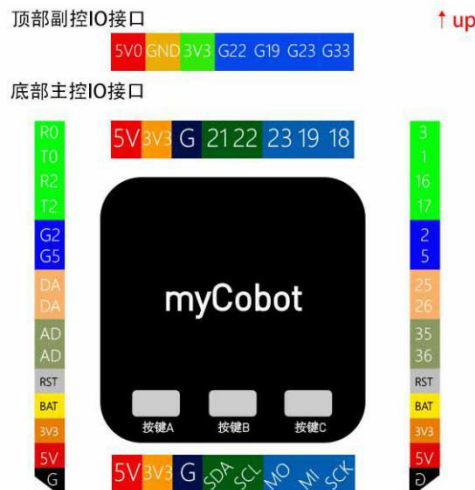 顶部副控IO接口
↑ up
5V0 GND 3V3 G22 G19 G23 G33
底部主控IO接口
5V 3V3 G 21 22 23 19 18
R0
T0
R2
T2
G2
G5
DA
DA
AD
AD
RST
BAT
3V3
5V
G
myCobot
按键A 按键B 按键C
3
1
16
17
2
5
25
26
35
36
RST
BAT
3V3
5V
G
5V 3V3 G SDA SCL MO MI SCK